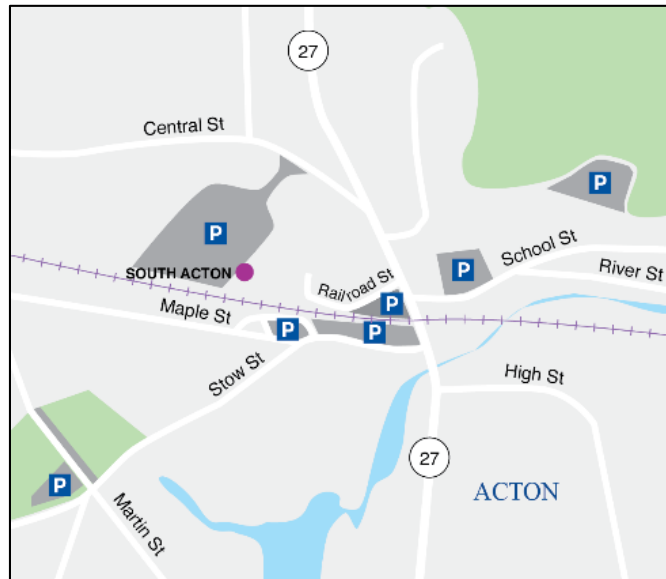 27
Central St
P
P
SOUTH ACTON
P
School St
River St
Railroad St
P
Maple St
P
P
Stow St
High St
27
P
ACTON
Martin St